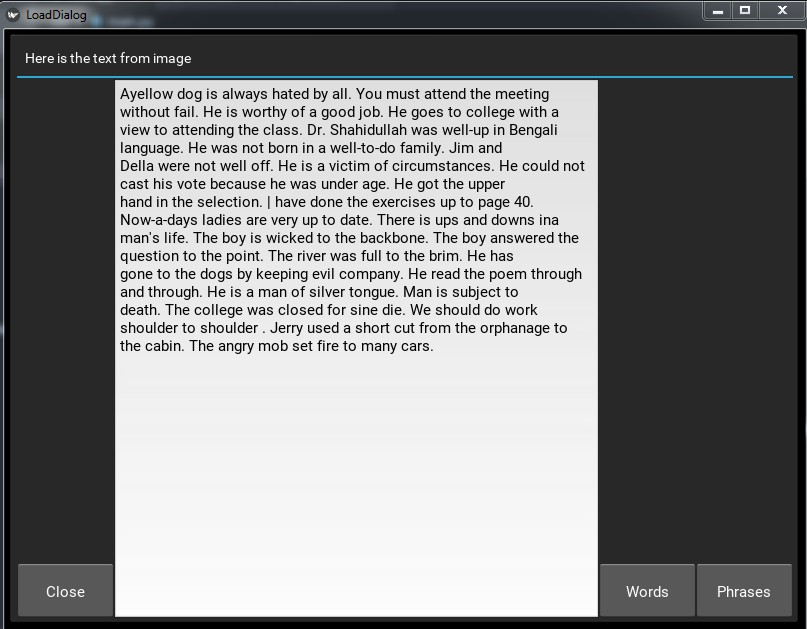 LoadDialog
Here is the text from image
Ayellow dog is always hated by all. You must attend the meeting
without fail. He is worthy of a good job. He goes to college with a
view to attending the class. Dr. Shahidullah was well-up in Bengali
language. He was not born in a well-to-do family. Jim and
Della were not well off. He is a victim of circumstances. He could not
cast his vote because he was under age. He got the upper
hand in the selection. | have done the exercises up to page 40.
Now-a-days ladies are very up to date. There is ups and downs ina
man's life. The boy is wicked to the backbone. The boy answered the
question to the point. The river was full to the brim. He has
gone to the dogs by keeping evil company. He read the poem through
and through. He is a man of silver tongue. Man is subject to
death. The college was closed for sine die. We should do work
shoulder to shoulder . Jerry used a short cut from the orphanage to
the cabin. The angry mob set fire to many cars.
Close
Words
Phrases